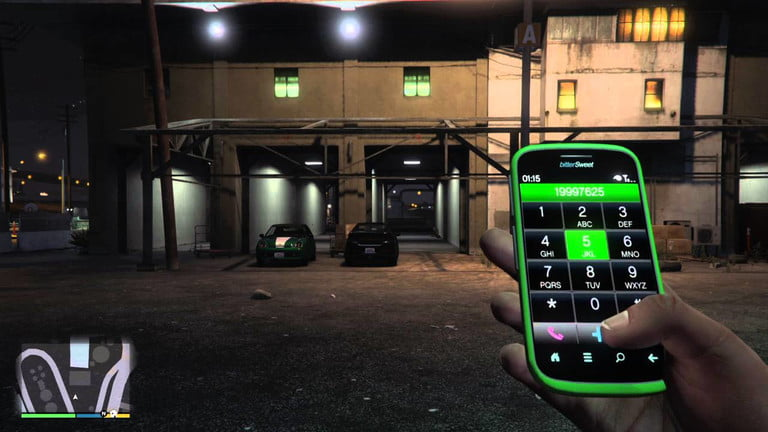 A
bitterSweet
01:15
19997625
1 2 3
ABC DEF
4 5 6
GHI JKL MNO
7 8 9
PQRS TUV WXYZ
* 0